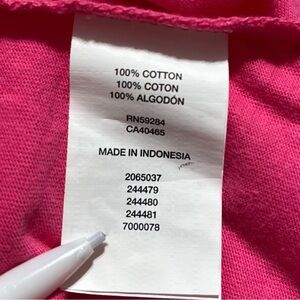 100% COTTON
100% COTON
100% ALGODÓN
RN59284
CA40465
MADE IN INDONESIA
2065037
244479
244480
244481
7000078